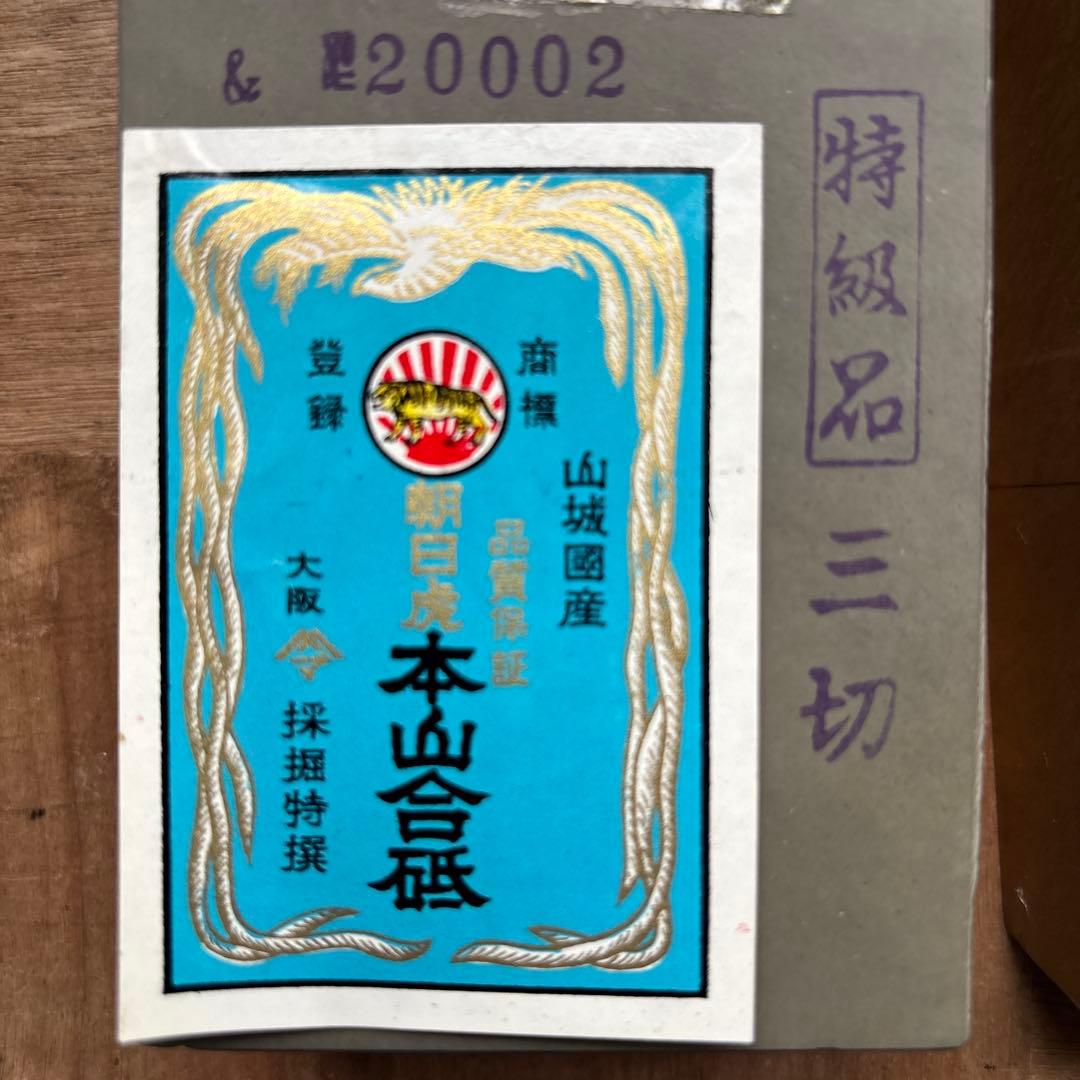 & 20002
特級品
三切
商標
登録
山城國産
品質保証
朝日虎
本山合砥
大阪
採掘特撰